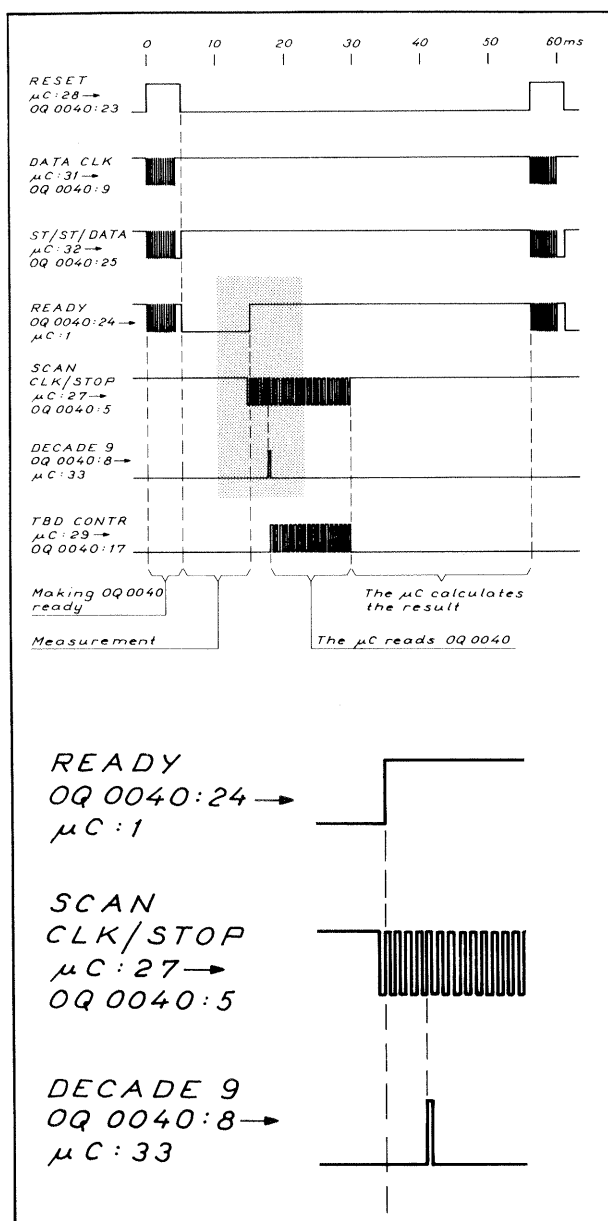 0 10 20 30 40 50 60 ms
RESET
μC:28→
OQ 0040:23
DATA CLK
μC:31→
OQ 0040:9
ST/ST/DATA
μC:32→
OQ 0040:25
READY
OQ 0040:24→
μC:1
SCAN
CLK/STOP
μC:27→
OQ 0040:5
DECADE 9
OQ 0040:8→
μC:33
TBD CONTR
μC:29→
OQ 0040:17
Making OQ0040
ready
The μC calculates
the result
Measurement
The μC reads OQ 0040
READY
OQ 0040:24→
μC:1
SCAN
CLK/STOP
μC:27→
OQ 0040:5
DECADE 9
OQ 0040:8→
μC:33